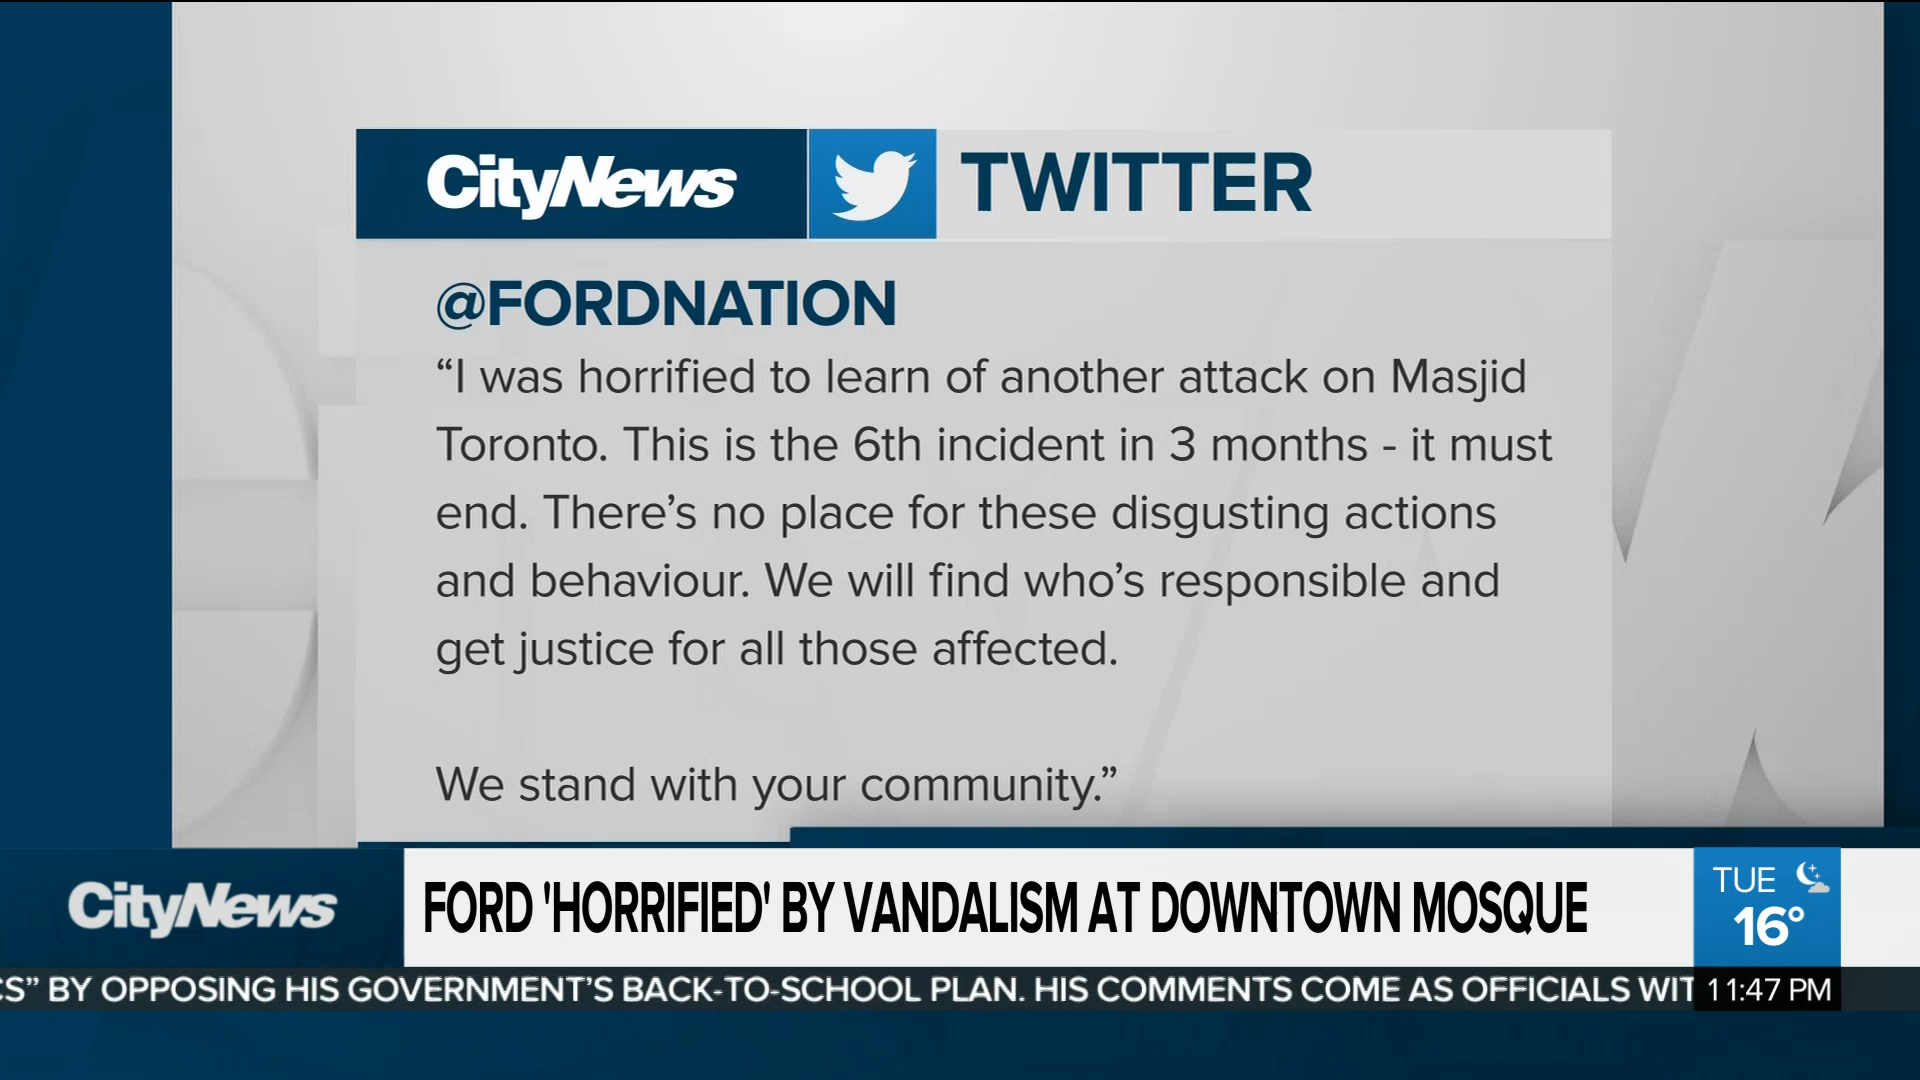 CityNews TWITTER
@FORDNATION
“I was horrified to learn of another attack on Masjid
Toronto. This is the 6th incident in 3 months - it must
end. There’s no place for these disgusting actions
and behaviour. We will find who’s responsible and
get justice for all those affected.
We stand with your community.”
CityNews
FORD 'HORRIFIED' BY VANDALISM AT DOWNTOWN MOSQUE
TUE
16°
CS” BY OPPOSING HIS GOVERNMENT’S BACK-TO-SCHOOL PLAN. HIS COMMENTS COME AS OFFICIALS WIT
11:47 PM